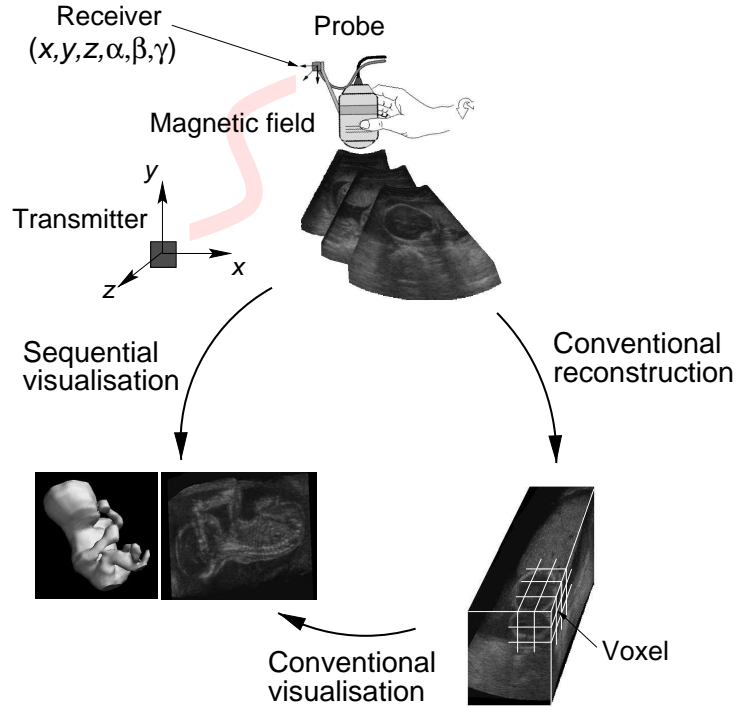 Receiver
(x,y,z,α,β,γ)
Probe
Magnetic field
y
Transmitter
x
z
Sequential
visualisation
Conventional
reconstruction
Voxel
Conventional
visualisation